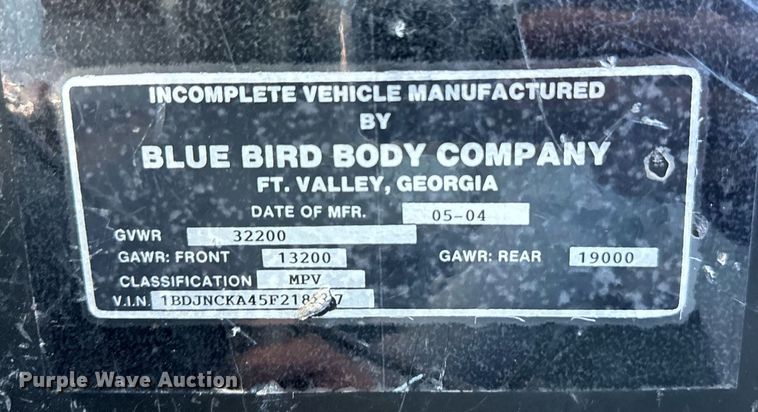 INCOMPLETE VEHICLE MANUFACTURED
BY
BLUE BIRD BODY COMPANY
FT. VALLEY, GEORGIA
DATE OF MFR. 05-04
GVWR 32200
GAWR: FRONT 13200 GAWR: REAR 19000
CLASSIFICATION MPV
V.I.N.
Purple Wave Auction